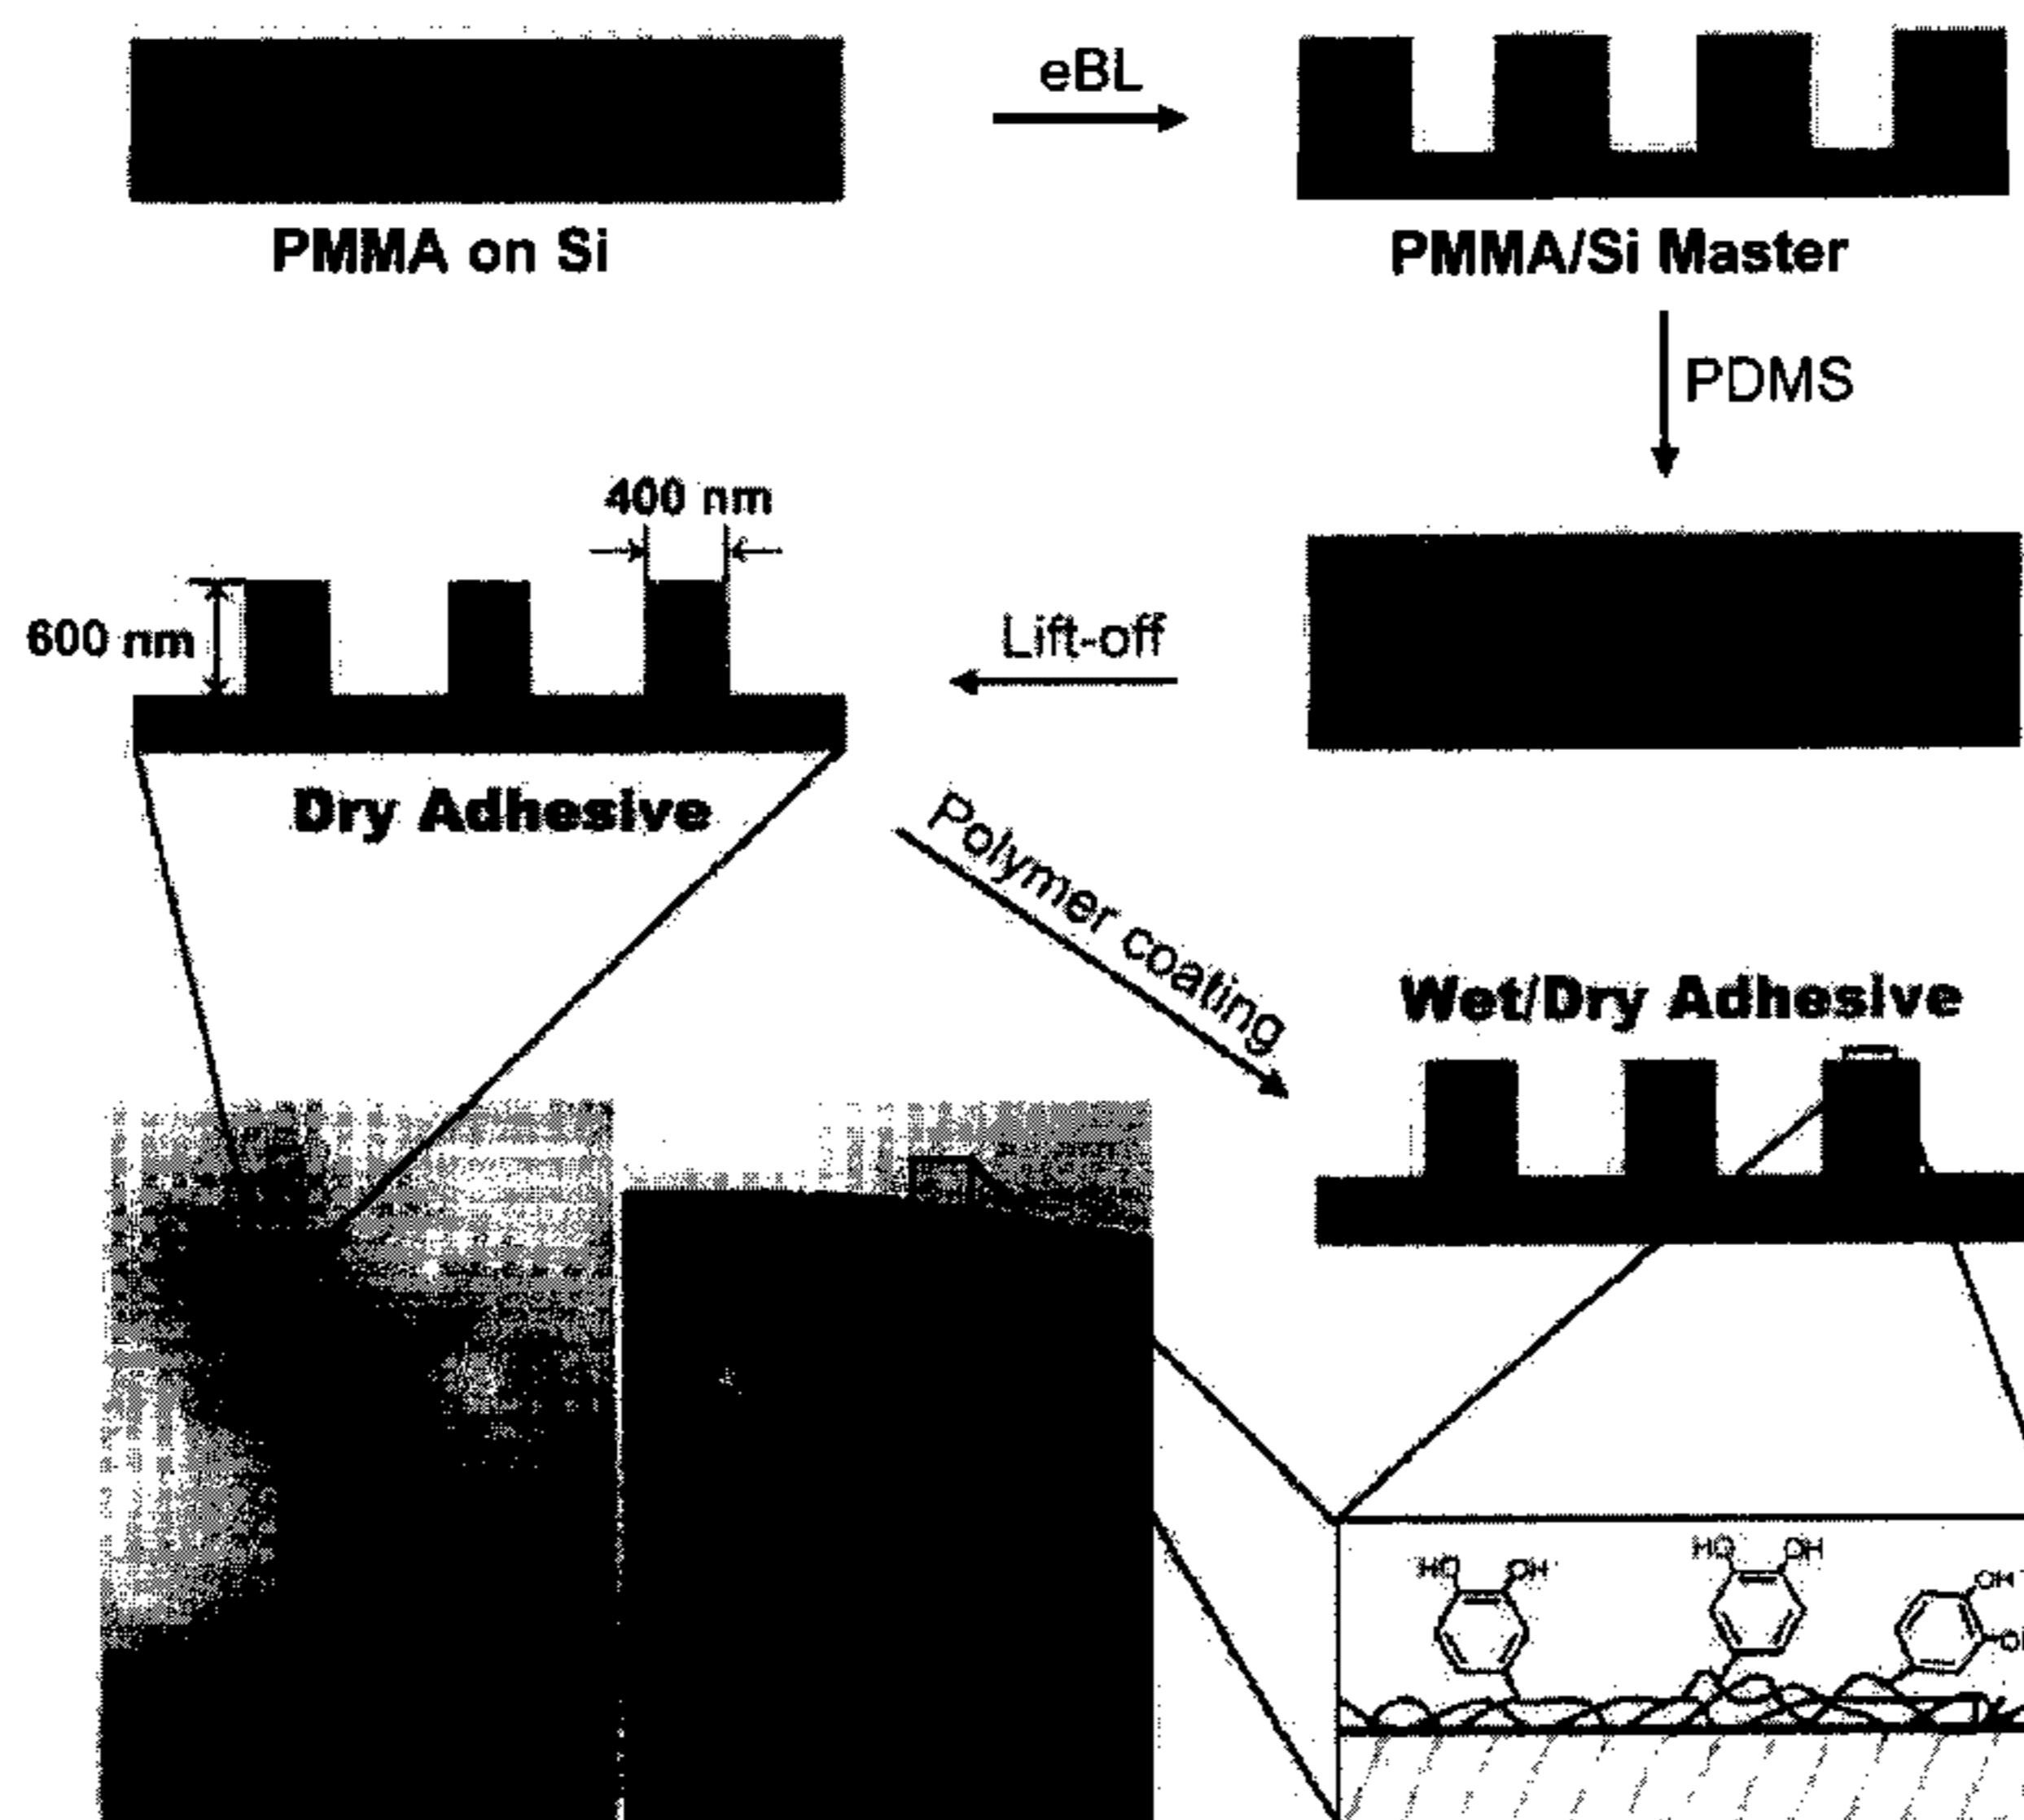 eBL
PMMA on Si
PMMA/Si Master
PDMS
400 nm
600 nm
Lift-off
Dry Adhesive
Polymer coating
Wet/Dry Adhesive
HO
OH
HO
OH
OH